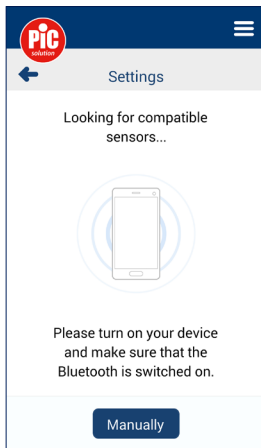 PiC
solution
Settings
Looking for compatible
sensors...
Please turn on your device
and make sure that the
Bluetooth is switched on.
Manually